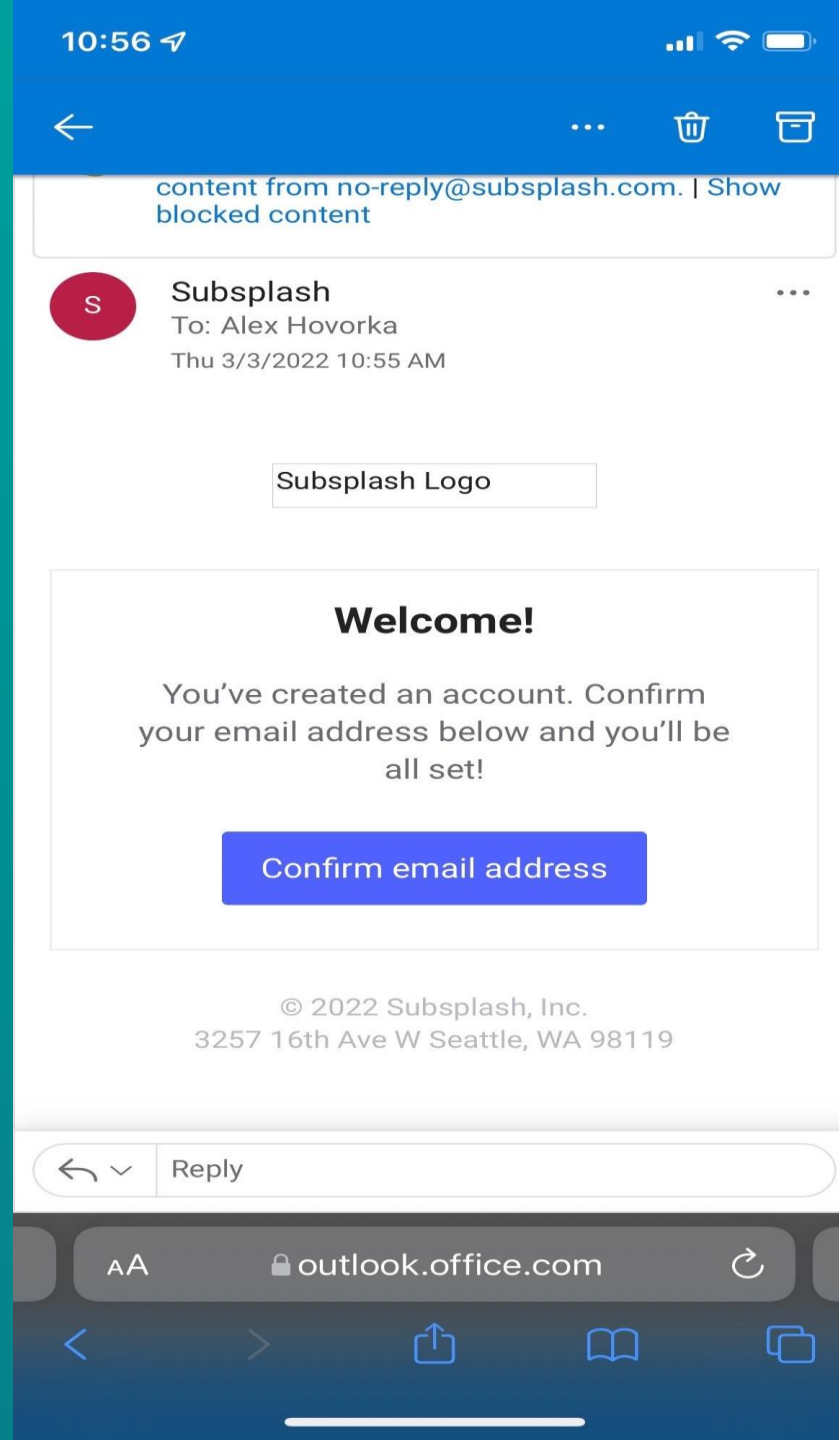 10:56
content from no-reply@subsplash.com. | Show
blocked content
S
Subsplash
To: Alex Hovorka
Thu 3/3/2022 10:55 AM
Subsplash Logo
Welcome!
You've created an account. Confirm
your email address below and you'll be
all set!
Confirm email address
© 2022 Subsplash, Inc.
3257 16th Ave W Seattle, WA 98119
Reply
AA outlook.office.com